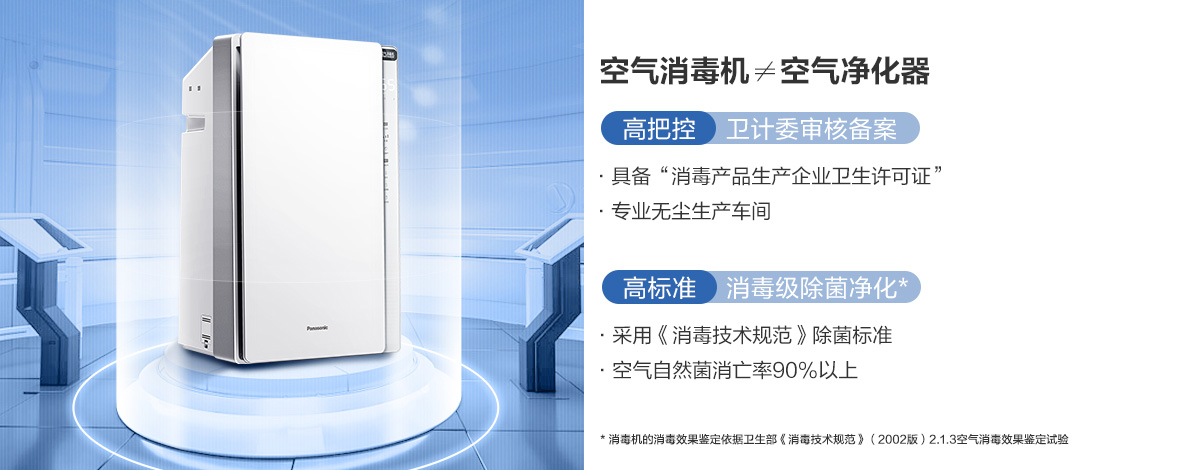 Panasonic
空气消毒机≠空气净化器
高把控 卫计委审核备案
· 具备“消毒产品生产企业卫生许可证”
· 专业无尘生产车间
高标准 消毒级除菌净化*
· 采用《消毒技术规范》除菌标准
· 空气自然菌消亡率90%以上
* 消毒机的消毒效果鉴定依据卫生部《消毒技术规范》（2002版）2.1.3空气消毒效果鉴定试验